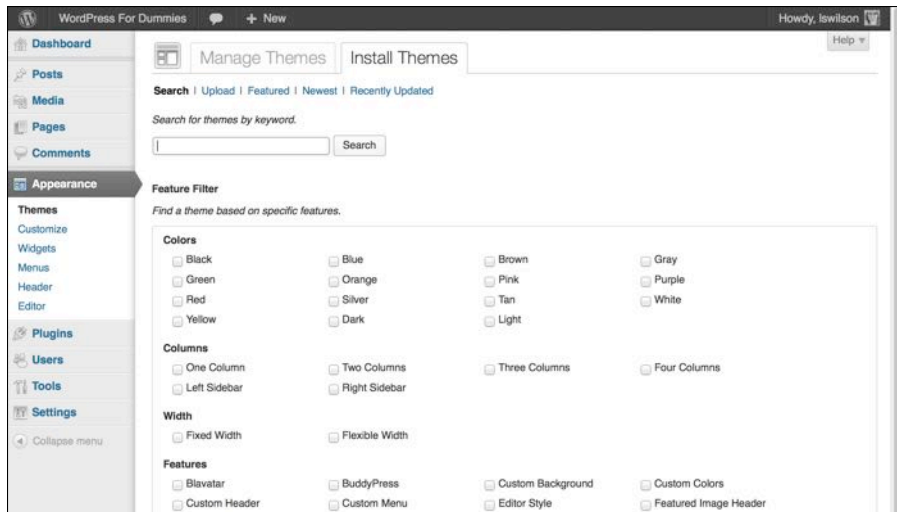 WordPress For Dummies + New Howdy, lswilson
Help
Dashboard
Posts
Media
Pages
Comments
Appearance
Themes
Customize
Widgets
Menus
Header
Editor
Plugins
Users
Tools
Settings
Collapse menu
Manage Themes Install Themes
Search | Upload | Featured | Newest | Recently Updated
Search for themes by keyword.
Search
Feature Filter
Find a theme based on specific features.
Colors
Black Blue Brown Gray
Green Orange Pink Purple
Red Silver Tan White
Yellow Dark Light
Columns
One Column Two Columns Three Columns Four Columns
Left Sidebar Right Sidebar
Width
Fixed Width Flexible Width
Features
Blavatar BuddyPress Custom Background Custom Colors
Custom Header Custom Menu Editor Style Featured Image Header